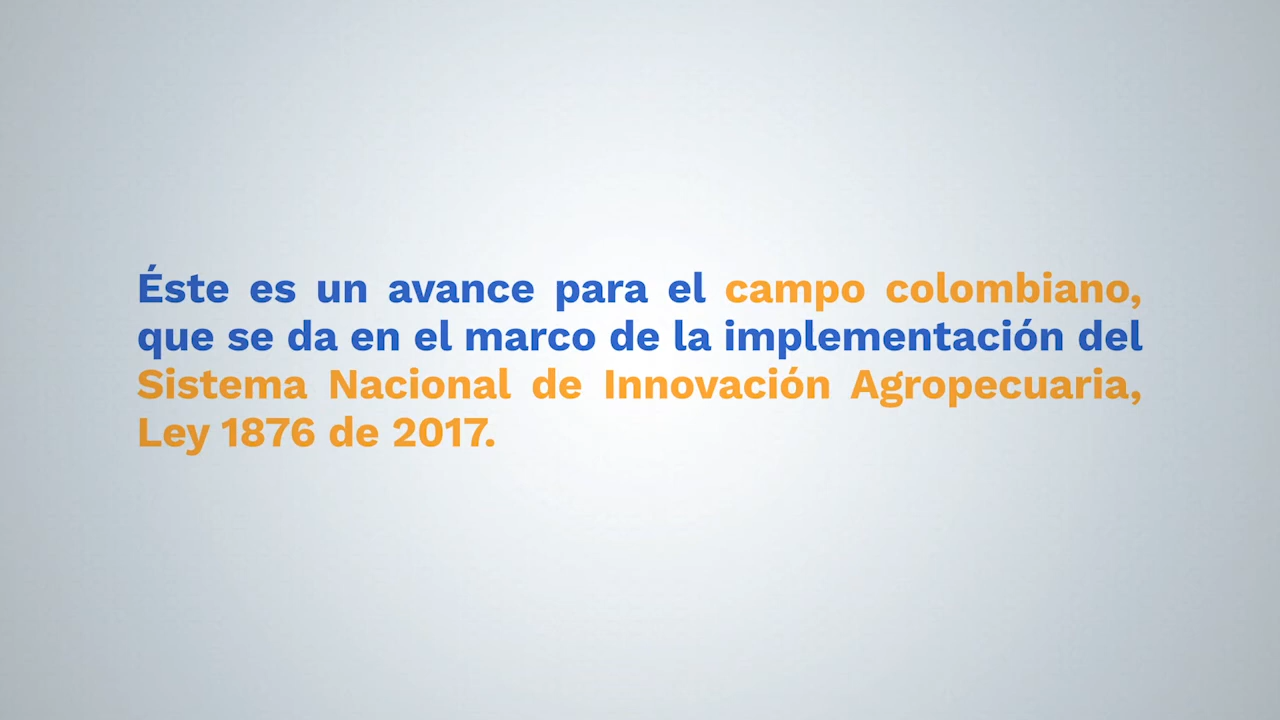 Éste es un avance para el campo colombiano,
que se da en el marco de la implementación del
Sistema Nacional de Innovación Agropecuaria,
Ley 1876 de 2017.